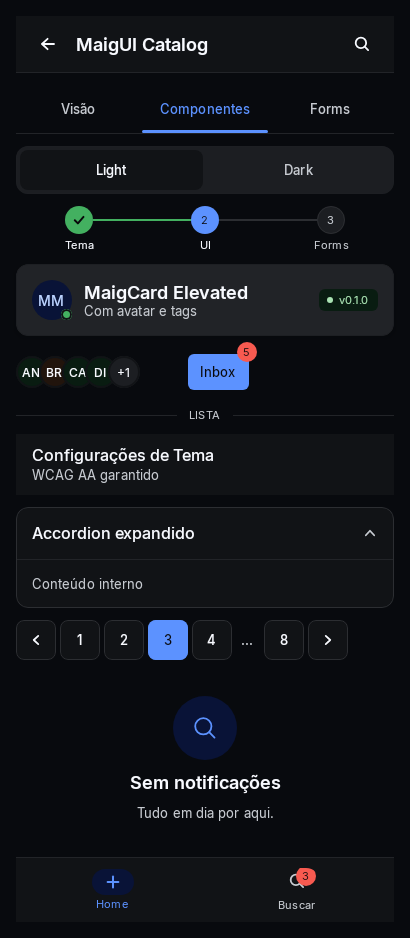 MaigUI Catalog
Visão Componentes Forms
Light Dark
2 3
Tema UI Forms
MM MaigCard Elevated v0.1.0
Com avatar e tags
AN BR CA DI +1 Inbox 5
LISTA
Configurações de Tema
WCAG AA garantido
Accordion expandido
Conteúdo interno
1 2 3 4 … 8
Sem notificações
Tudo em dia por aqui.
3
Home Buscar